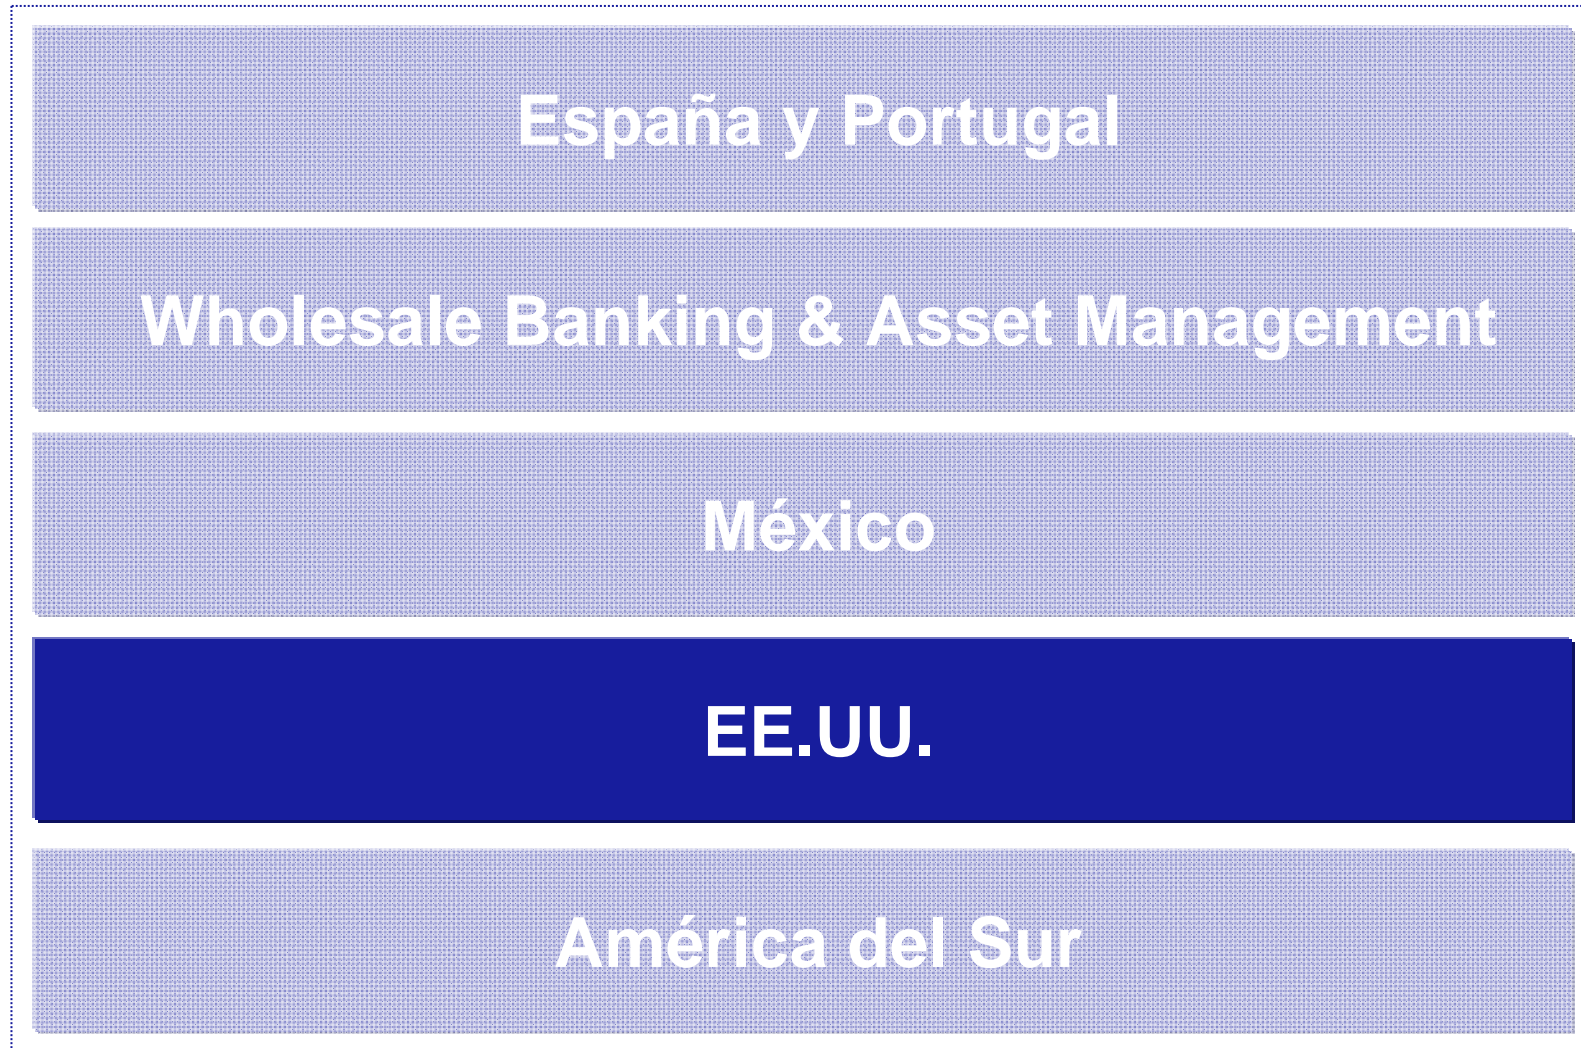 España y Portugal
Wholesale Banking & Asset Management
México
EE.UU.
América del Sur